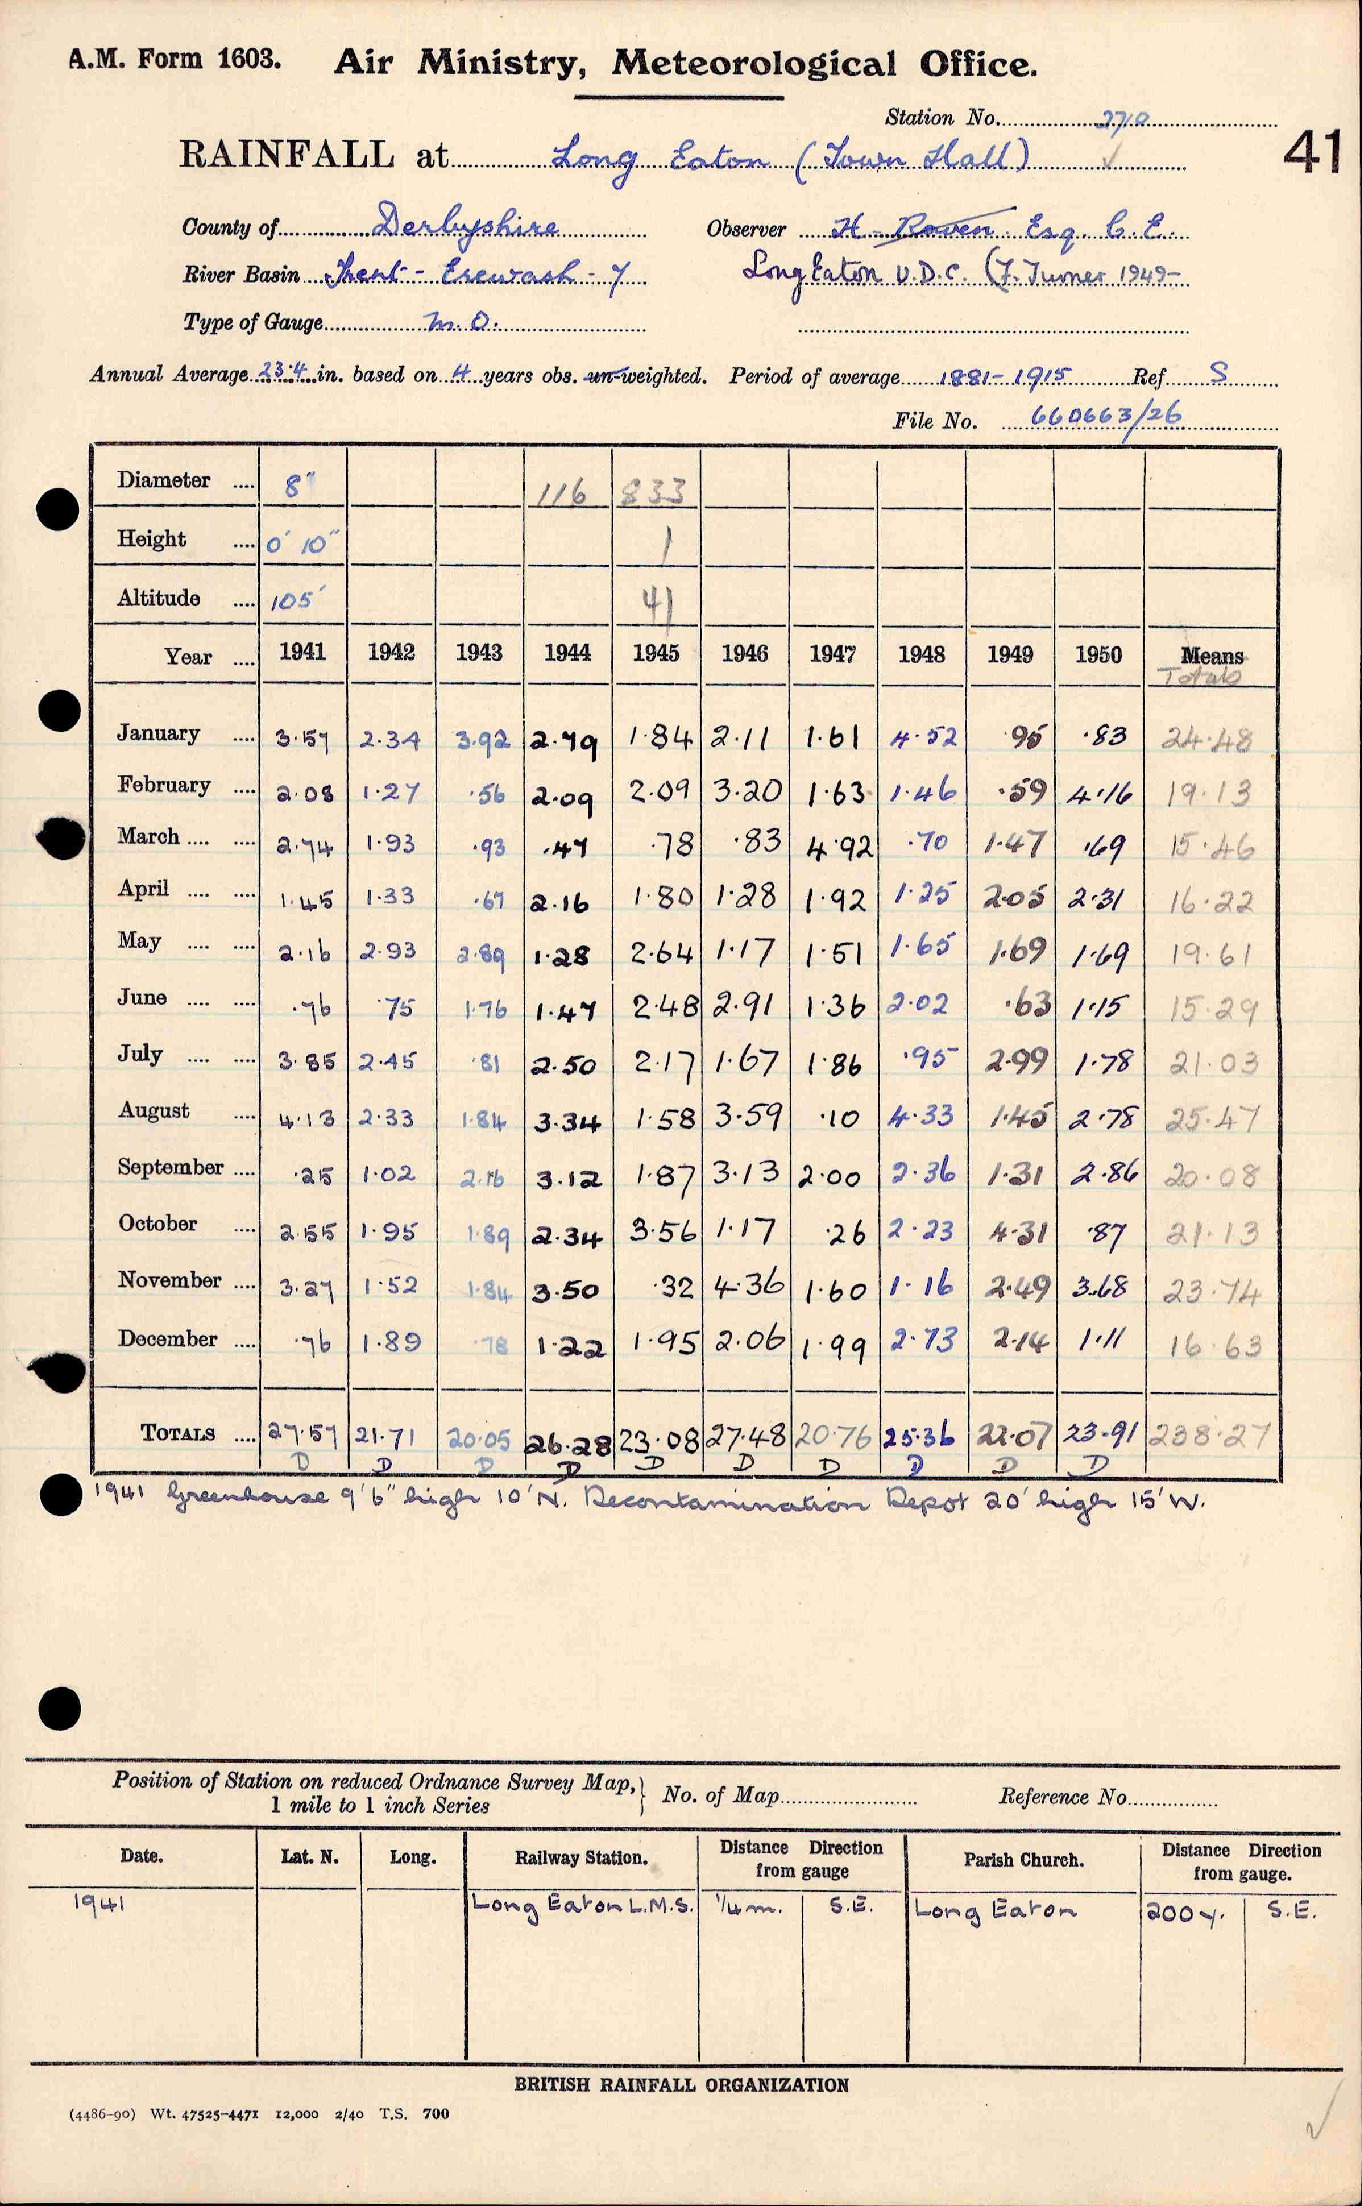 A.M. Form 1603. Air Ministry, Meteorological Office.
Station No. 2710
RAINFALL at Long Eaton (Town Hall) ✓ 41
County of Derbyshire Observer H. Bowen Esq. C.E.
River Basin Trent - Erewash - 7 Long Eaton U.D.C. (F. Turner 1949-
Type of Gauge M.O.
Annual Average 23.4 in. based on 4 years obs. un-weighted. Period of average 1881-1915 Ref S
File No. 660663/26
Diameter .... 8" 116 833
Height .... 0' 10" 1
Altitude .... 105' 41
Year .... 1941 1942 1943 1944 1945 1946 1947 1948 1949 1950 Means
Totals
January .... 3.57 2.34 3.92 2.79 1.84 2.11 1.61 4.52 .95 .83 24.48
February .... 2.08 1.27 .56 2.09 2.09 3.20 1.63 1.46 .59 4.16 19.13
March .... .... 2.74 1.93 .93 .47 .78 .83 4.92 .70 1.47 .69 15.46
April .... .... 1.45 1.33 .67 2.16 1.80 1.28 1.92 1.25 2.05 2.31 16.22
May .... .... 2.16 2.93 2.89 1.28 2.64 1.17 1.51 1.65 1.69 1.69 19.61
June .... .... .76 .75 1.76 1.47 2.48 2.91 1.36 2.02 .63 1.15 15.29
July .... .... 3.85 2.45 .81 2.50 2.17 1.67 1.86 .95 2.99 1.78 21.03
August .... 4.13 2.33 1.84 3.34 1.58 3.59 .10 4.33 1.45 2.78 25.47
September .... .25 1.02 2.16 3.12 1.87 3.13 2.00 2.36 1.31 2.86 20.08
October .... 2.55 1.95 1.89 2.34 3.56 1.17 .26 2.23 4.31 .87 21.13
November .... 3.27 1.52 1.84 3.50 .32 4.36 1.60 1.16 2.49 3.68 23.74
December .... .76 1.89 .78 1.22 1.95 2.06 1.99 2.73 2.14 1.11 16.63
TOTALS .... 27.57 21.71 20.05 26.28 23.08 27.48 20.76 25.36 22.07 23.91 238.27
D D D D D D D D D D
1941 Greenhouse 9'6" high 10'N. Decontamination Depot 20' high 15'W.
Position of Station on reduced Ordnance Survey Map, } No. of Map Reference No.
1 mile to 1 inch Series
Date. Lat. N. Long. Railway Station. Distance from gauge Direction Parish Church. Distance from gauge. Direction
1941 Long Eaton L.M.S. 1/4 m. S.E. Long Eaton 200 y. S.E.
BRITISH RAINFALL ORGANIZATION
(4486-90) Wt. 47525-4471 12,000 2/40 T.S. 700
✓